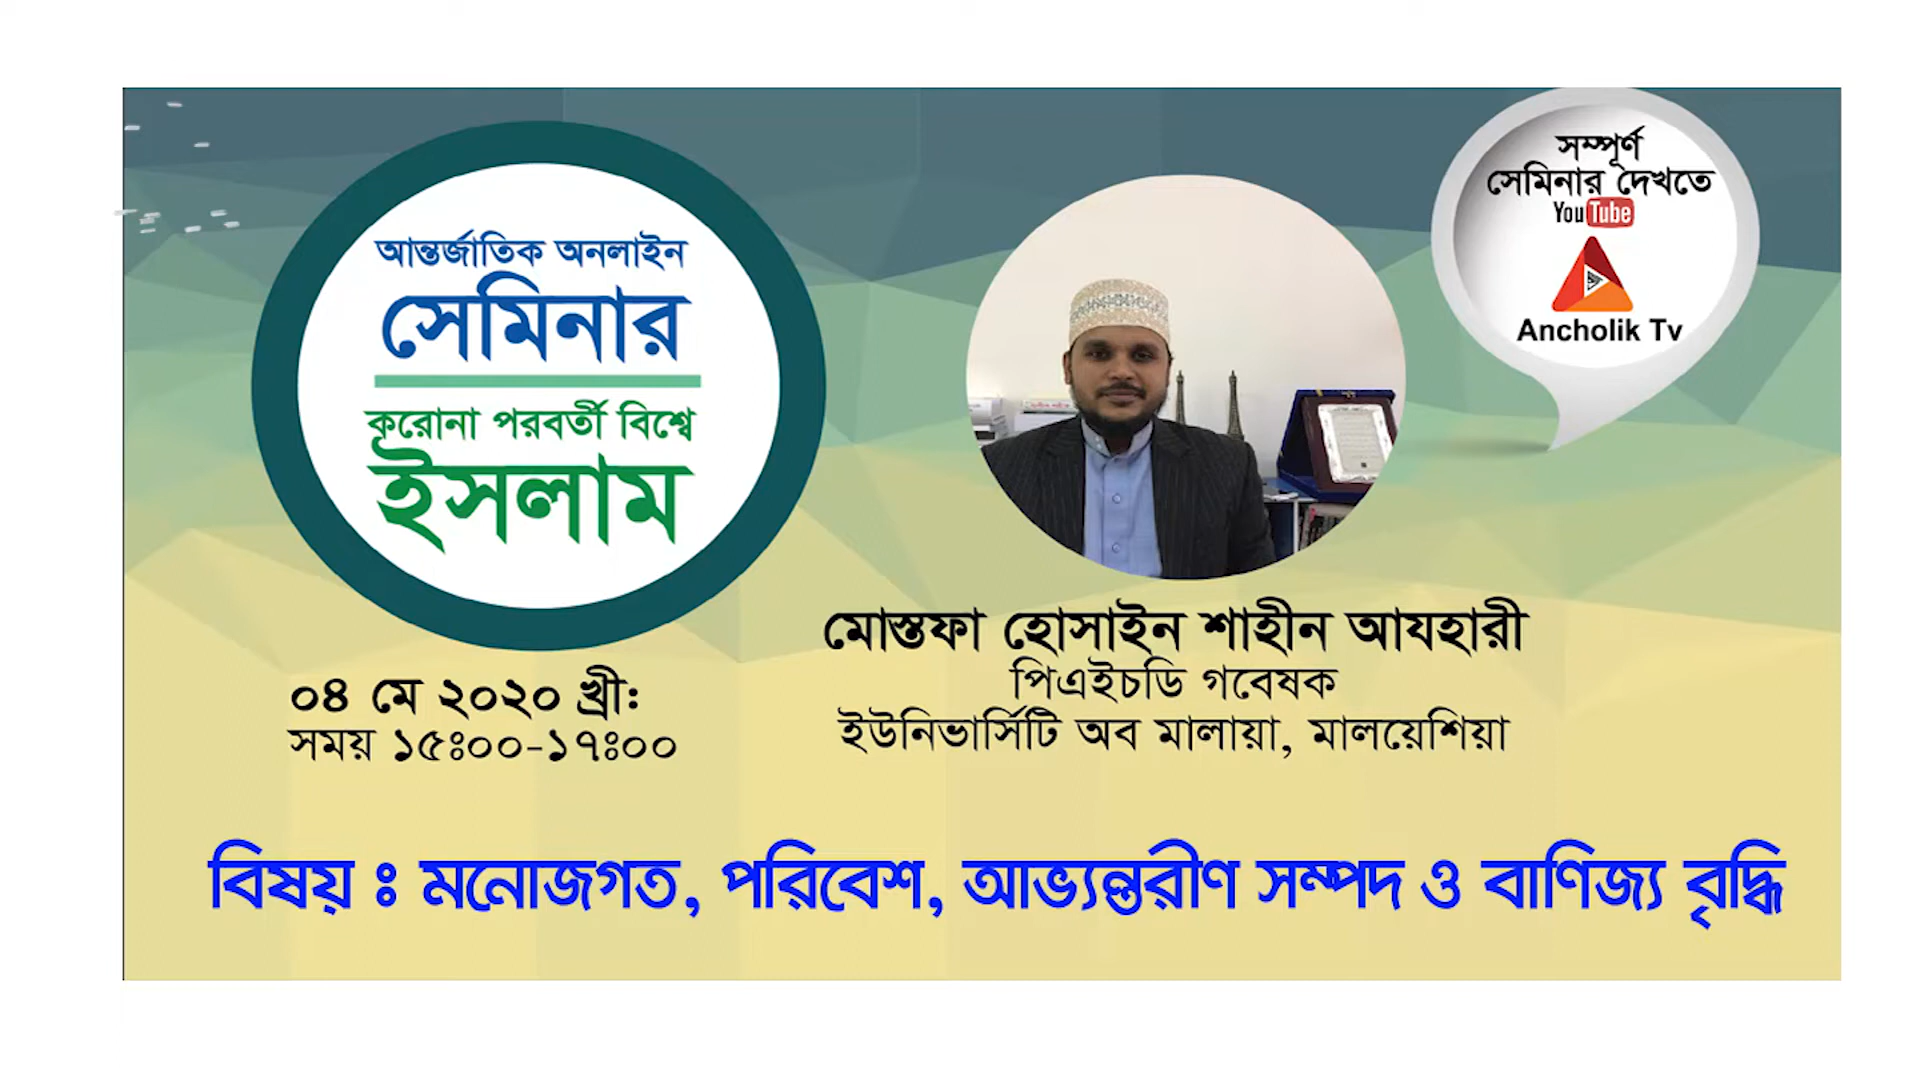 আন্তর্জাতিক অনলাইন
সেমিনার
করোনা পরবর্তী বিশ্বে
ইসলাম
০৪ মে ২০২০ খ্রী:
সময় ১৫ঃ০০-১৭ঃ০০
সম্পূর্ণ
সেমিনার দেখতে
YouTube
Ancholik Tv
মোস্তফা হোসাইন শাহীন আযহারী
পিএইচডি গবেষক
ইউনিভার্সিটি অব মালায়া, মালয়েশিয়া
বিষয় ঃ মনোজগত, পরিবেশ, আভ্যন্তরীণ সম্পদ ও বাণিজ্য বৃদ্ধি